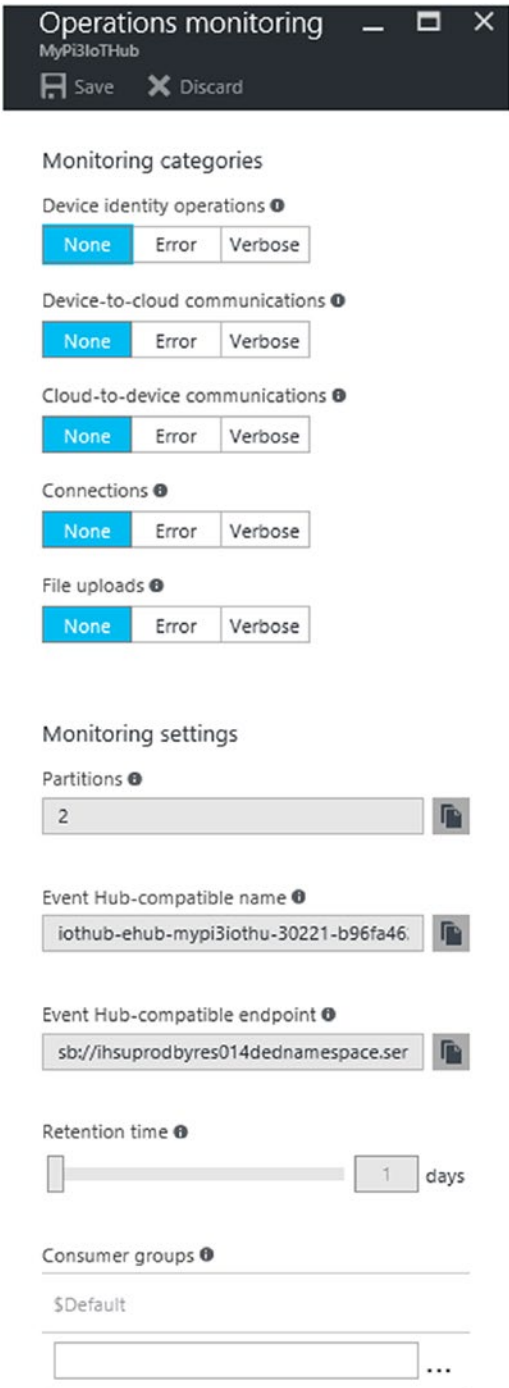 Operations monitoring
MyPi3IoTHub
Save Discard
Monitoring categories
Device identity operations
None Error Verbose
Device-to-cloud communications
None Error Verbose
Cloud-to-device communications
None Error Verbose
Connections
None Error Verbose
File uploads
None Error Verbose
Monitoring settings
Partitions
2
Event Hub-compatible name
iothub-ehub-mypi3iothu-30221-b96fa46
Event Hub-compatible endpoint
sb://ihsuprodbyres014dednamespace.ser
Retention time
1 days
Consumer groups
$Default
...